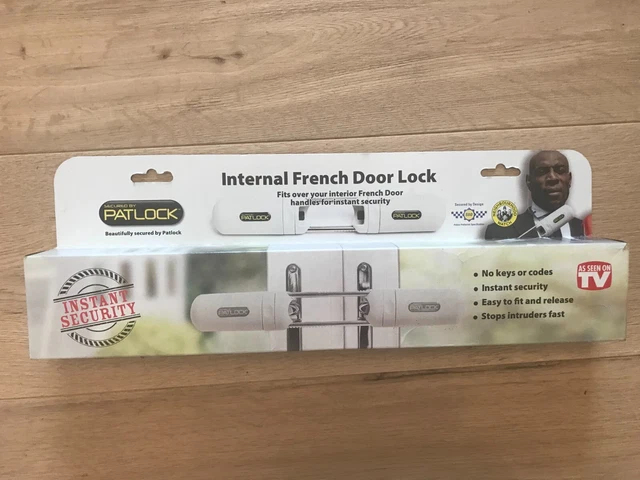 Internal French Door Lock
Fits over your interior French Door
handles for instant security
SECURED BY
PATLOCK
Beautifully secured by Patlock
PATLOCK
PATLOCK
Secured by Design
INSTANT
SECURITY
PATLOCK
PATLOCK
No keys or codes
Instant security
Easy to fit and release
Stops intruders fast
AS SEEN ON
TV